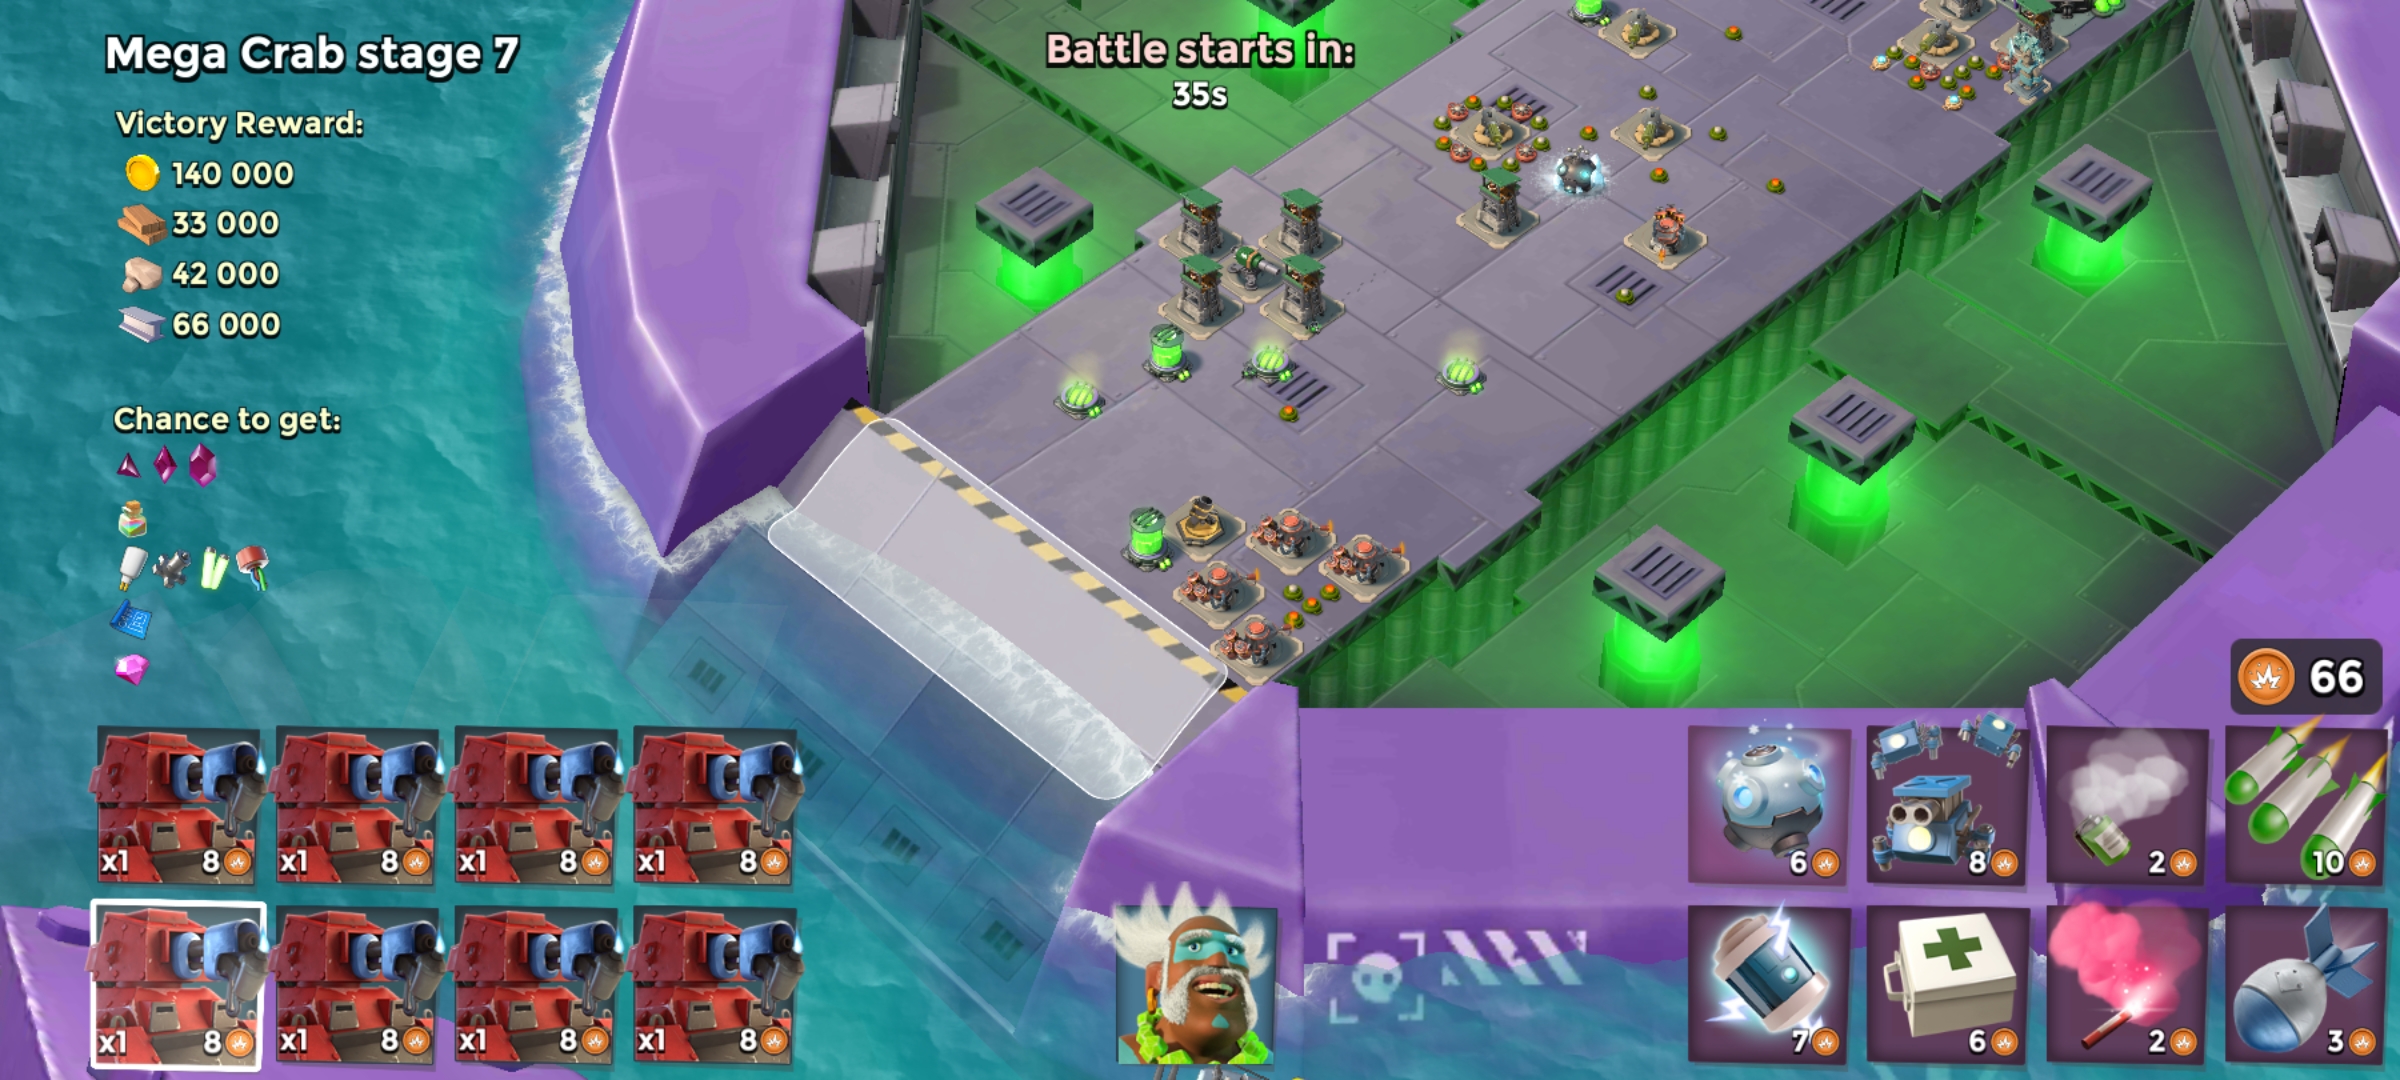 Mega Crab stage 7
Battle starts in:
35s
Victory Reward:
140 000
33 000
42 000
66 000
Chance to get:
66
x1 8
x1 8
x1 8
x1 8
6
8
2
10
x1 8
x1 8
x1 8
x1 8
7
6
2
3